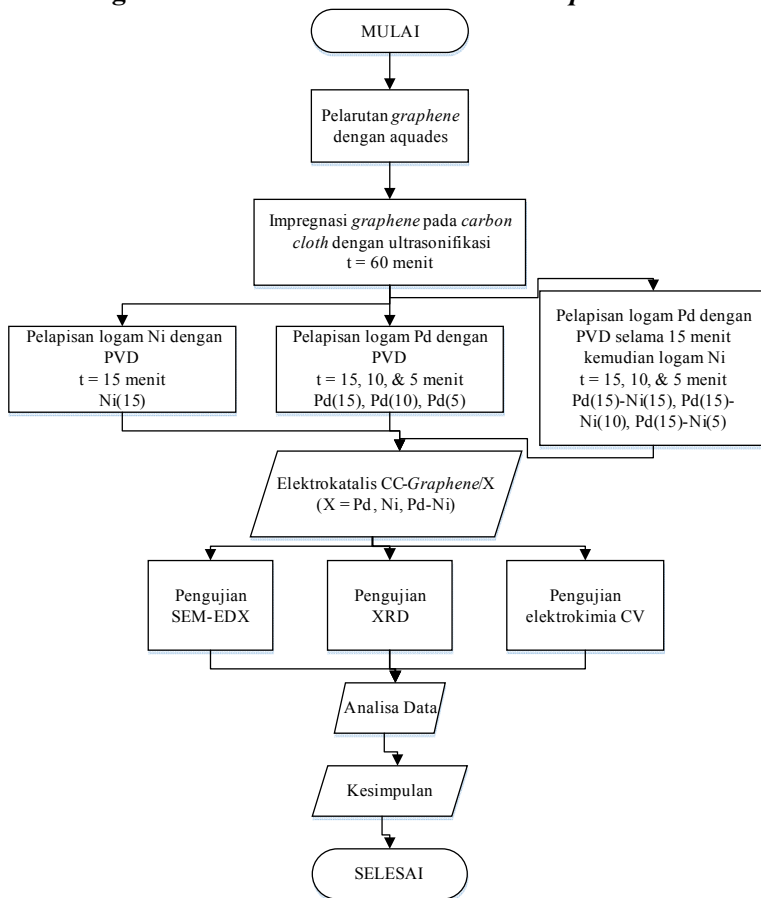 MULAI
Pelarutan graphene
dengan aquades
Impregnasi graphene pada carbon
cloth dengan ultrasonifikasi
t = 60 menit
Pelapisan logam Ni dengan
PVD
t = 15 menit
Ni(15)
Pelapisan logam Pd dengan
PVD
t = 15, 10, & 5 menit
Pd(15), Pd(10), Pd(5)
Pelapisan logam Pd dengan
PVD selama 15 menit
kemudian logam Ni
t = 15, 10, & 5 menit
Pd(15)-Ni(15), Pd(15)-
Ni(10), Pd(15)-Ni(5)
Elektrokatalis CC-Graphene/X
(X = Pd, Ni, Pd-Ni)
Pengujian
SEM-EDX
Pengujian
XRD
Pengujian
elektrokimia CV
Analisa Data
Kesimpulan
SELESAI